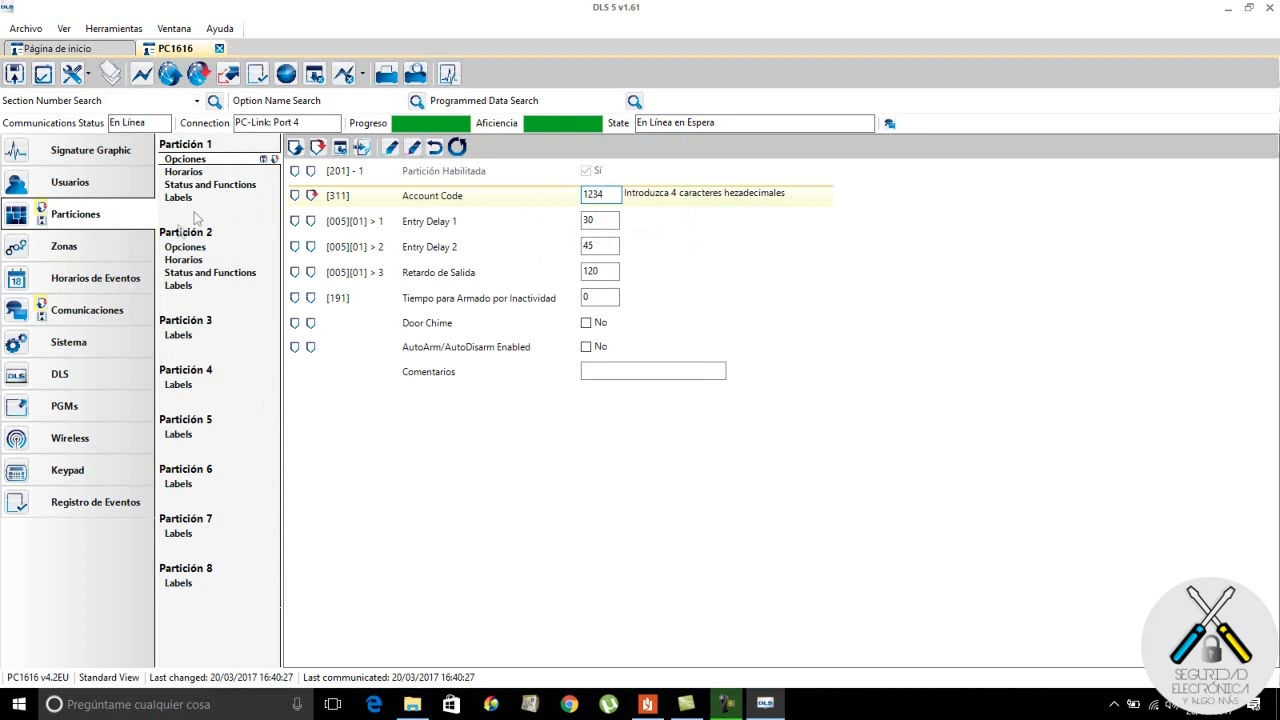 DLS 5 v1.61
Archivo Ver Herramientas Ventana Ayuda
Página de inicio PC1616
Section Number Search Option Name Search Programmed Data Search
Communications Status En Línea Connection PC-Link: Port 4 Progreso Aficiencia State En Línea en Espera
Signature Graphic
Usuarios
Particiones
Zonas
18 Horarios de Eventos
Comunicaciones
Sistema
DLS DLS
PGMs
Wireless
Keypad
Registro de Eventos
Partición 1
Opciones
Horarios
Status and Functions
Labels
Partición 2
Opciones
Horarios
Status and Functions
Labels
Partición 3
Labels
Partición 4
Labels
Partición 5
Labels
Partición 6
Labels
Partición 7
Labels
Partición 8
Labels
[201] - 1 Partición Habilitada Sí
[311] Account Code 1234 Introduzca 4 caracteres hezadecimales
[005][01] > 1 Entry Delay 1 30
[005][01] > 2 Entry Delay 2 45
[005][01] > 3 Retardo de Salida 120
[191] Tiempo para Armado por Inactividad 0
Door Chime No
AutoArm/AutoDisarm Enabled No
Comentarios
PC1616 v4.2EU Standard View Last changed: 20/03/2017 16:40:27 Last communicated: 20/03/2017 16:40:27
Pregúntame cualquier cosa
DLS
SEGURIDAD
ELECTRÓNICA
Y ALGO MÁS